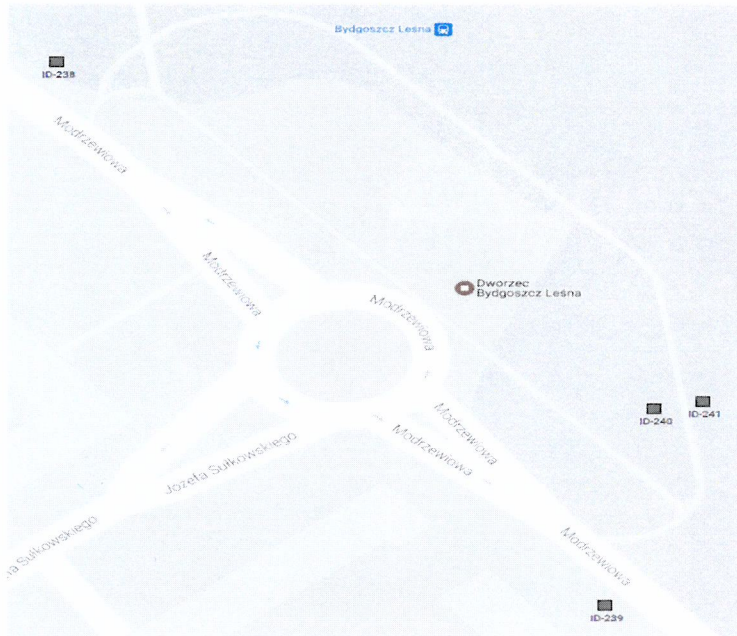 Bydgoszcz Leśna
ID-238
Modrzewiowa
Modrzewiowa
Dworzec
Bydgoszcz Leśna
Modrzewiowa
ID-240
ID-241
Modrzewiowa
Modrzewiowa
Józefa Sułkowskiego
Sułkowskiego
Modrzewiowa
ID-239